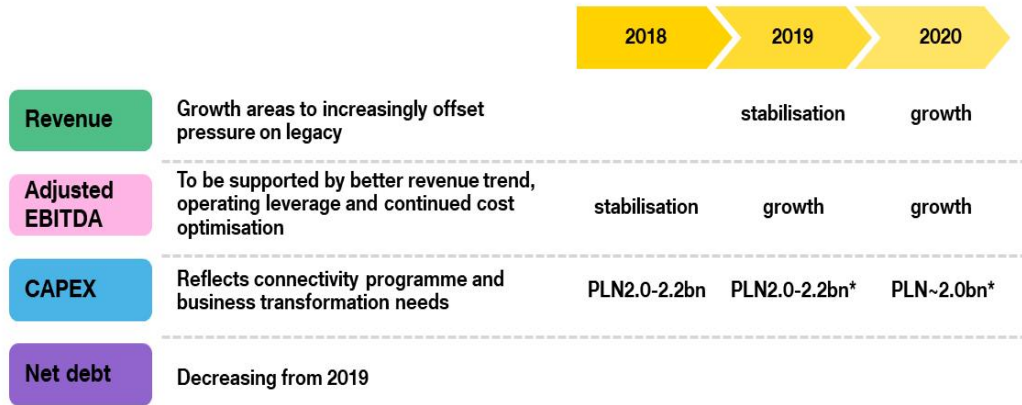 2018 2019 2020
Revenue
Growth areas to increasingly offset
pressure on legacy
stabilisation growth
Adjusted
EBITDA
To be supported by better revenue trend,
operating leverage and continued cost
optimisation
stabilisation growth growth
CAPEX
Reflects connectivity programme and
business transformation needs
PLN2.0-2.2bn PLN2.0-2.2bn* PLN~2.0bn*
Net debt
Decreasing from 2019